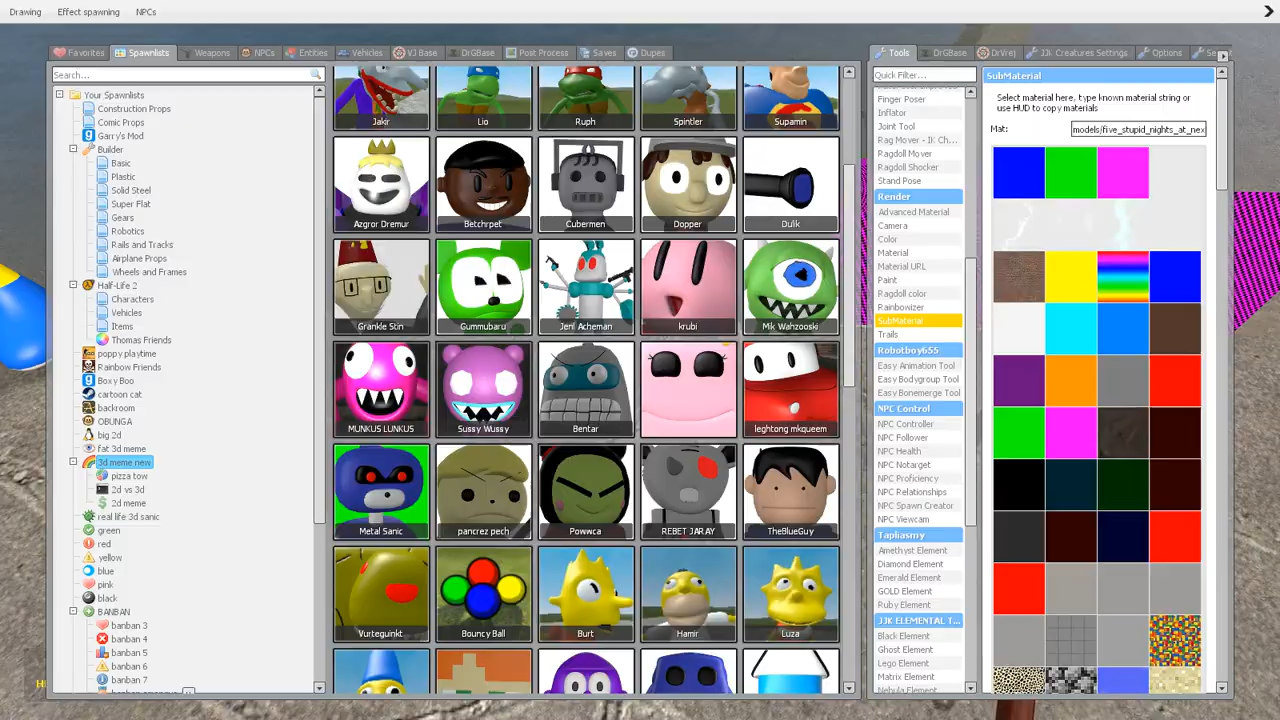 Drawing Effect spawning NPCs
Favorites Spawnlists Weapons NPCs Entities Vehicles VJ Base DrGBase Post Process Saves Dupes
Search...
Your Spawnlists
Construction Props
Comic Props
Garry's Mod
Builder
Basic
Plastic
Solid Steel
Super Flat
Gears
Robotics
Rails and Tracks
Airplane Props
Wheels and Frames
Half-Life 2
Characters
Vehicles
Items
Thomas Friends
poppy playtime
Rainbow Friends
Boxy Boo
cartoon cat
backroom
OBUNGA
big 2d
fat 3d meme
3d meme new
pizza tow
2d vs 3d
2d meme
real life 3d sanic
green
red
yellow
blue
pink
black
BANBAN
banban 3
banban 4
banban 5
banban 6
banban 7
Jakir Lio Ruph Spintler Supamin
Azgror Dremur Betchrpet Cubermen Dopper Dulik
Grankle Stin Gummubaru Jenf Acheman krubi Mik Wahzooski
MUNKUS LUNKUS Sussy Wussy Bentar leghtong mkqueem
Metal Sanic pancrez pech Powwca REBET JARAY TheBlueGuy
Vurteguinkt Bouncy Ball Burt Hamir Luza
Tools DrGBase DrVrej JJk Creatures Settings Options Se
Quick Filter...
Finger Poser
Inflator
Joint Tool
Rag Mover - IK Ch...
Ragdoll Mover
Ragdoll Shocker
Stand Pose
Render
Advanced Material
Camera
Color
Material
Material URL
Paint
Ragdoll color
Rainbowizer
SubMaterial
Trails
Robotboy655
Easy Animation Tool
Easy Bodygroup Tool
Easy Bonemerge Tool
NPC Control
NPC Controller
NPC Follower
NPC Health
NPC Notarget
NPC Proficiency
NPC Relationships
NPC Spawn Creator
NPC Viewcam
Tapliasmy
Amethyst Element
Diamond Element
Emerald Element
GOLD Element
Ruby Element
JJK ELEMENTAL T...
Black Element
Ghost Element
Lego Element
Matrix Element
Nebula Element
SubMaterial
Select material here, type known material string or
use HUD to copy materials
Mat: models/five_stupid_nights_at_nex